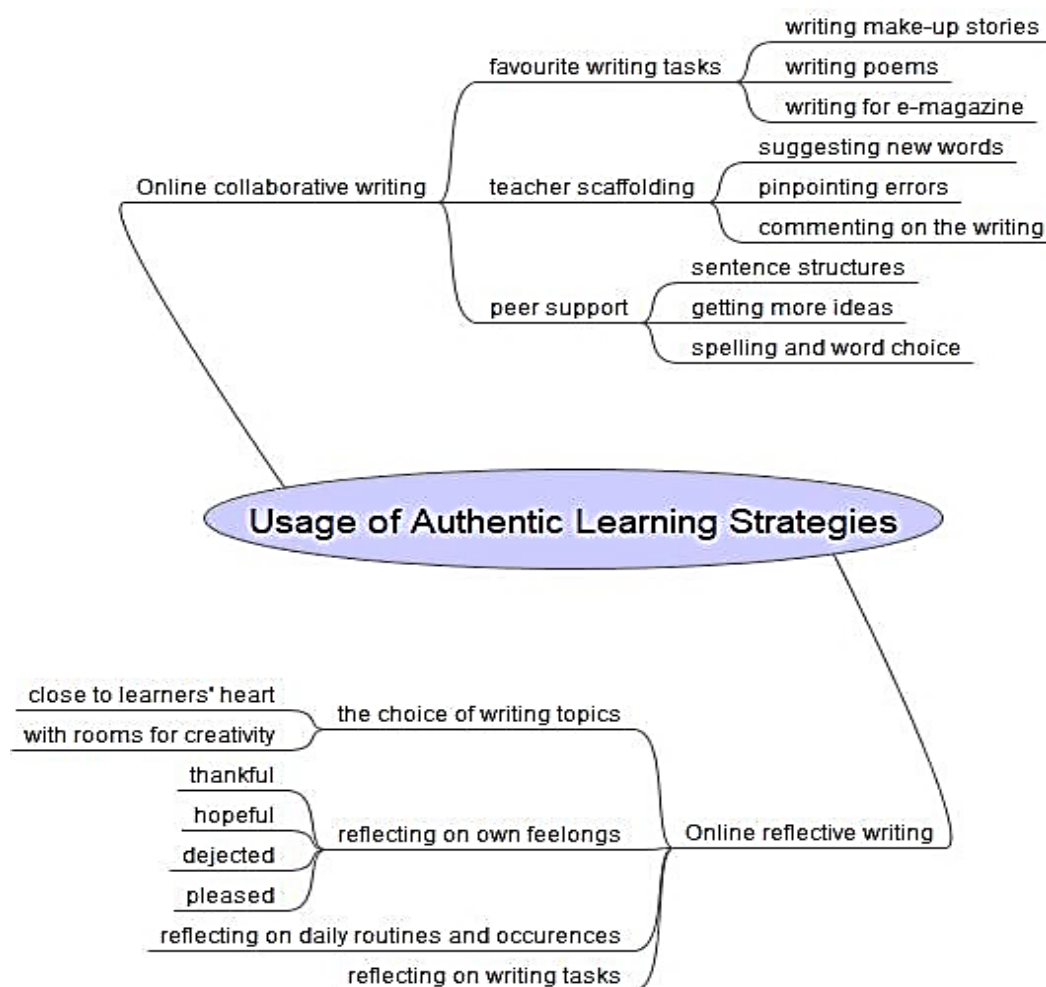 writing make-up stories
favourite writing tasks
writing poems
writing for e-magazine
suggesting new words
Online collaborative writing
teacher scaffolding
pinpointing errors
commenting on the writing
sentence structures
peer support
getting more ideas
spelling and word choice
Usage of Authentic Learning Strategies
close to learners' heart
the choice of writing topics
with rooms for creativity
thankful
hopeful
reflecting on own feelongs
Online reflective writing
dejected
pleased
reflecting on daily routines and occurences
reflecting on writing tasks